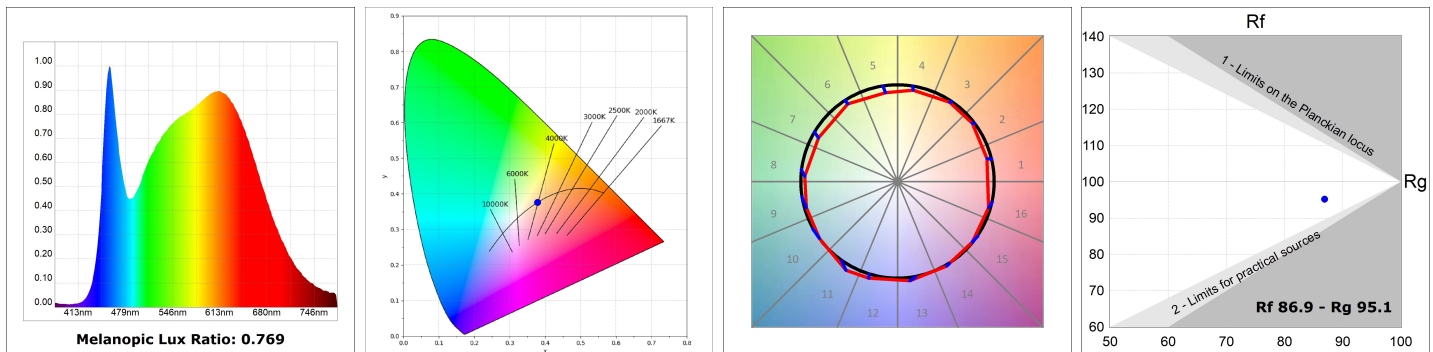 1.00
0.90
0.80
0.70
0.60
0.50
0.40
0.30
0.20
0.10
0.00
413nm 479nm 546nm 613nm 680nm 746nm
Melanopic Lux Ratio: 0.769
0.9
0.8
0.7
0.6
0.5
0.4
0.3
0.2
0.1
0.0
y
0.0 0.1 0.2 0.3 0.4 0.5 0.6 0.7 0.8
x
10000K
6000K
4000K
3000K
2500K
2000K
1667K
1
2
3
4
5
6
7
8
9
10
11
12
13
14
15
16
Rf
140
130
120
110
100
90
80
70
60
50 60 70 80 90 100
Rg
1 - Limits on the Planckian locus
2 - Limits for practical sources
Rf 86.9 - Rg 95.1